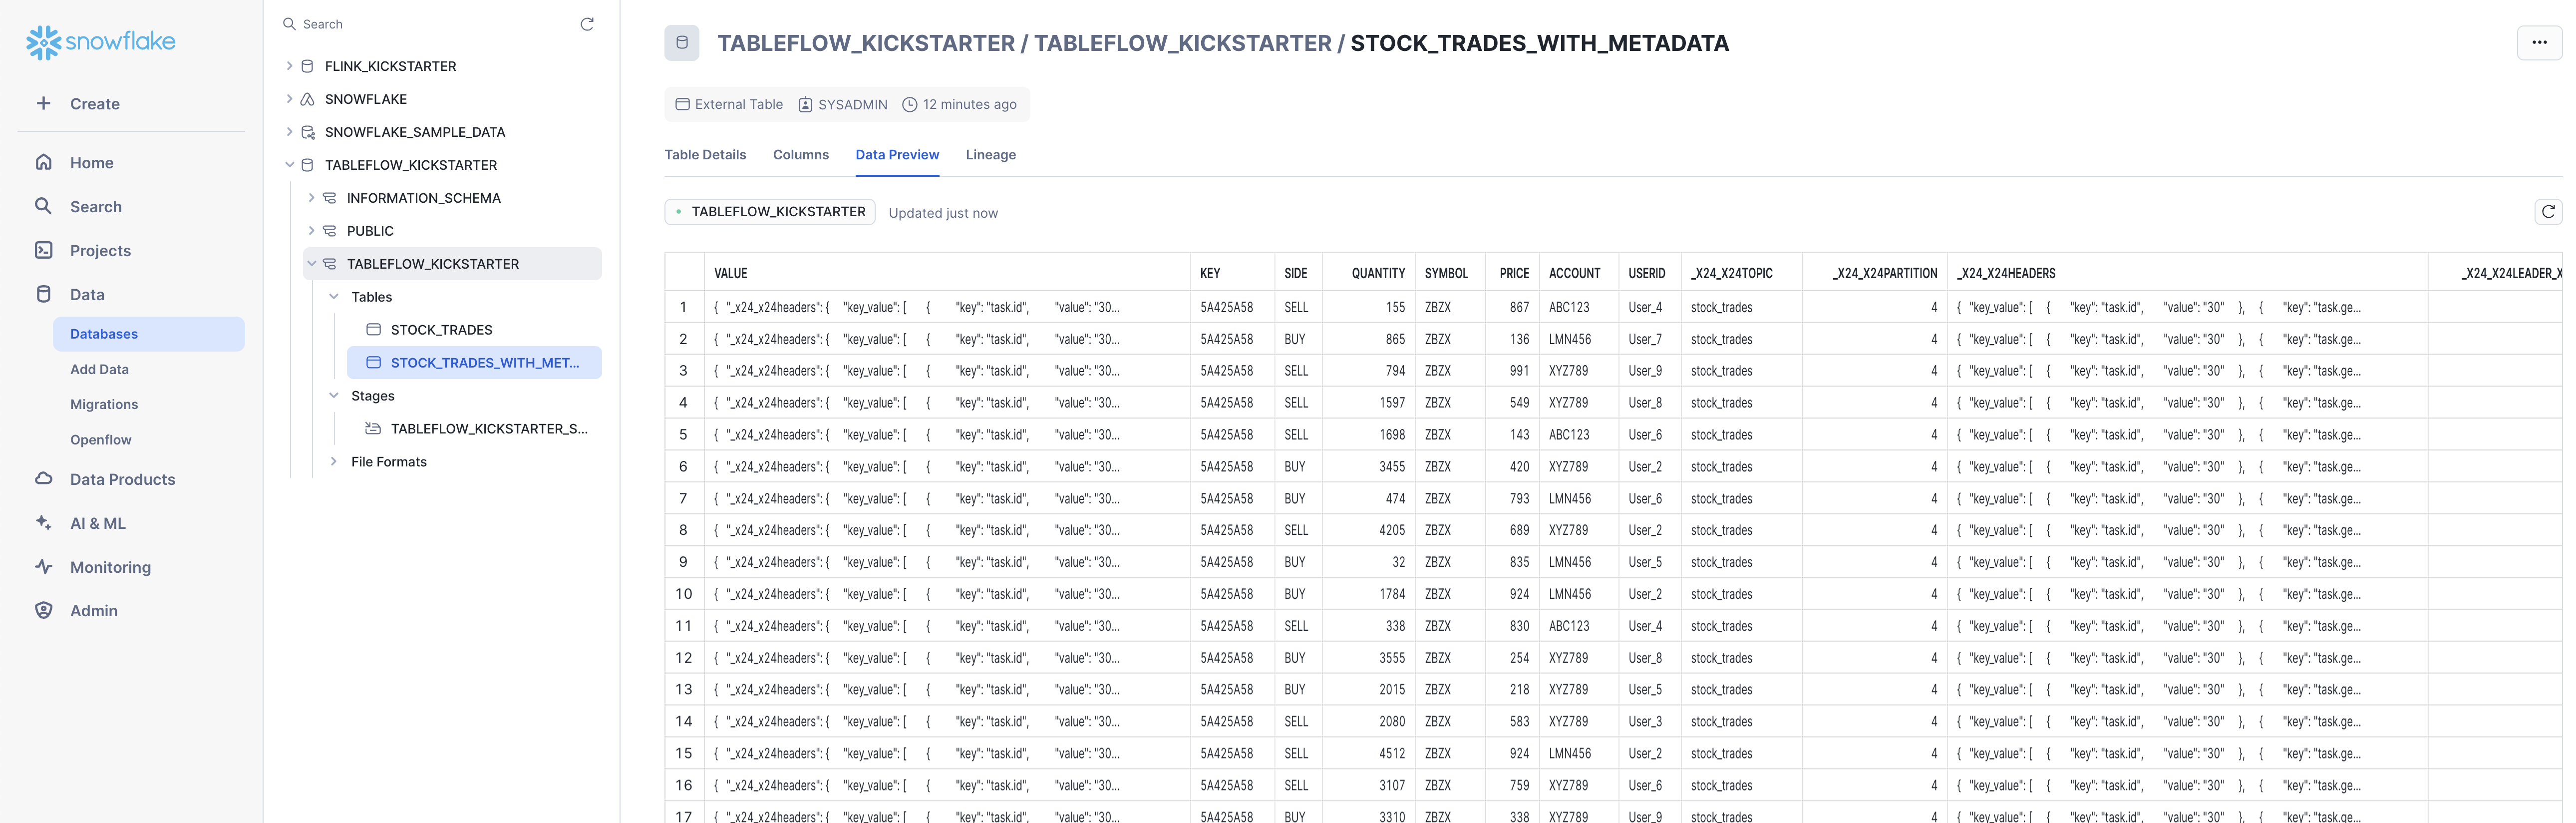 snowflake
Create
Home
Search
Projects
Data
Databases
Add Data
Migrations
Openflow
Data Products
AI & ML
Monitoring
Admin
Search
FLINK_KICKSTARTER
SNOWFLAKE
SNOWFLAKE_SAMPLE_DATA
TABLEFLOW_KICKSTARTER
INFORMATION_SCHEMA
PUBLIC
TABLEFLOW_KICKSTARTER
Tables
STOCK_TRADES
STOCK_TRADES_WITH_MET...
Stages
TABLEFLOW_KICKSTARTER_S...
File Formats
TABLEFLOW_KICKSTARTER / TABLEFLOW_KICKSTARTER / STOCK_TRADES_WITH_METADATA
External Table SYSADMIN 12 minutes ago
Table Details Columns Data Preview Lineage
TABLEFLOW_KICKSTARTER Updated just now
VALUE KEY SIDE QUANTITY SYMBOL PRICE ACCOUNT USERID _X24_X24TOPIC _X24_X24PARTITION _X24_X24HEADERS _X24_X24LEADER_X
1 { "_x24_x24headers": { "key_value": [ { "key": "task.id", "value": "30... 5A425A58 SELL 155 ZBZX 867 ABC123 User_4 stock_trades 4 { "key_value": [ { "key": "task.id", "value": "30" }, { "key": "task.ge...
2 { "_x24_x24headers": { "key_value": [ { "key": "task.id", "value": "30... 5A425A58 BUY 865 ZBZX 136 LMN456 User_7 stock_trades 4 { "key_value": [ { "key": "task.id", "value": "30" }, { "key": "task.ge...
3 { "_x24_x24headers": { "key_value": [ { "key": "task.id", "value": "30... 5A425A58 SELL 794 ZBZX 991 XYZ789 User_9 stock_trades 4 { "key_value": [ { "key": "task.id", "value": "30" }, { "key": "task.ge...
4 { "_x24_x24headers": { "key_value": [ { "key": "task.id", "value": "30... 5A425A58 SELL 1597 ZBZX 549 XYZ789 User_8 stock_trades 4 { "key_value": [ { "key": "task.id", "value": "30" }, { "key": "task.ge...
5 { "_x24_x24headers": { "key_value": [ { "key": "task.id", "value": "30... 5A425A58 SELL 1698 ZBZX 143 ABC123 User_6 stock_trades 4 { "key_value": [ { "key": "task.id", "value": "30" }, { "key": "task.ge...
6 { "_x24_x24headers": { "key_value": [ { "key": "task.id", "value": "30... 5A425A58 BUY 3455 ZBZX 420 XYZ789 User_2 stock_trades 4 { "key_value": [ { "key": "task.id", "value": "30" }, { "key": "task.ge...
7 { "_x24_x24headers": { "key_value": [ { "key": "task.id", "value": "30... 5A425A58 BUY 474 ZBZX 793 LMN456 User_6 stock_trades 4 { "key_value": [ { "key": "task.id", "value": "30" }, { "key": "task.ge...
8 { "_x24_x24headers": { "key_value": [ { "key": "task.id", "value": "30... 5A425A58 SELL 4205 ZBZX 689 XYZ789 User_2 stock_trades 4 { "key_value": [ { "key": "task.id", "value": "30" }, { "key": "task.ge...
9 { "_x24_x24headers": { "key_value": [ { "key": "task.id", "value": "30... 5A425A58 BUY 32 ZBZX 835 LMN456 User_5 stock_trades 4 { "key_value": [ { "key": "task.id", "value": "30" }, { "key": "task.ge...
10 { "_x24_x24headers": { "key_value": [ { "key": "task.id", "value": "30... 5A425A58 BUY 1784 ZBZX 924 LMN456 User_2 stock_trades 4 { "key_value": [ { "key": "task.id", "value": "30" }, { "key": "task.ge...
11 { "_x24_x24headers": { "key_value": [ { "key": "task.id", "value": "30... 5A425A58 SELL 338 ZBZX 830 ABC123 User_4 stock_trades 4 { "key_value": [ { "key": "task.id", "value": "30" }, { "key": "task.ge...
12 { "_x24_x24headers": { "key_value": [ { "key": "task.id", "value": "30... 5A425A58 BUY 3555 ZBZX 254 XYZ789 User_8 stock_trades 4 { "key_value": [ { "key": "task.id", "value": "30" }, { "key": "task.ge...
13 { "_x24_x24headers": { "key_value": [ { "key": "task.id", "value": "30... 5A425A58 BUY 2015 ZBZX 218 XYZ789 User_5 stock_trades 4 { "key_value": [ { "key": "task.id", "value": "30" }, { "key": "task.ge...
14 { "_x24_x24headers": { "key_value": [ { "key": "task.id", "value": "30... 5A425A58 SELL 2080 ZBZX 583 XYZ789 User_3 stock_trades 4 { "key_value": [ { "key": "task.id", "value": "30" }, { "key": "task.ge...
15 { "_x24_x24headers": { "key_value": [ { "key": "task.id", "value": "30... 5A425A58 SELL 4512 ZBZX 924 LMN456 User_2 stock_trades 4 { "key_value": [ { "key": "task.id", "value": "30" }, { "key": "task.ge...
16 { "_x24_x24headers": { "key_value": [ { "key": "task.id", "value": "30... 5A425A58 SELL 3107 ZBZX 759 XYZ789 User_6 stock_trades 4 { "key_value": [ { "key": "task.id", "value": "30" }, { "key": "task.ge...
17 { "_x24_x24headers": { "key_value": [ { "key": "task.id", "value": "30... 5A425A58 BUY 3310 ZBZX 338 XYZ789 User_9 stock_trades 4 { "key_value": [ { "key": "task.id", "value": "30" }, { "key": "task.ge...